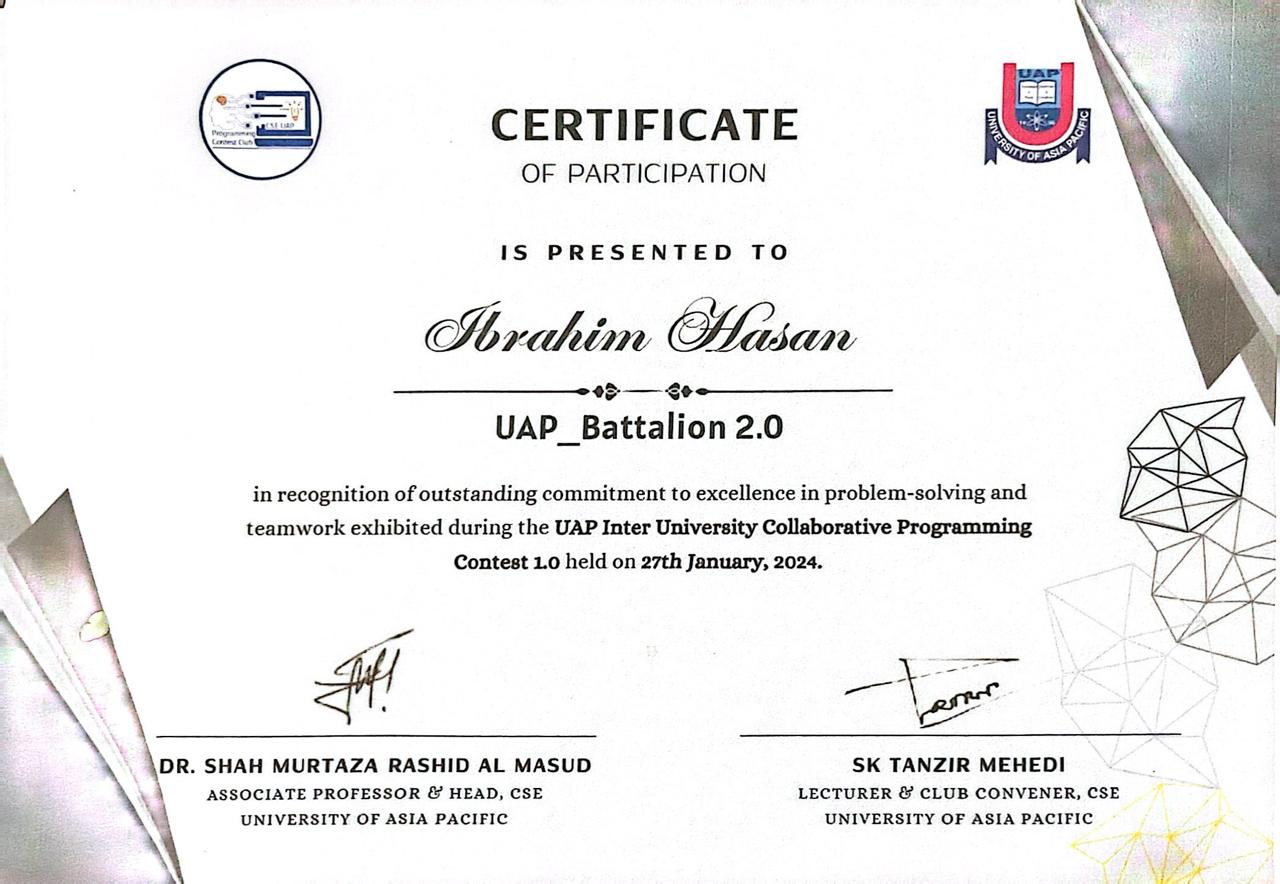 Programming
Contest Club
CSE UAP
UAP
UNIVERSITY OF ASIA PACIFIC
CERTIFICATE
OF PARTICIPATION
IS PRESENTED TO
Ibrahim Hasan
UAP_Battalion 2.0
in recognition of outstanding commitment to excellence in problem-solving and
teamwork exhibited during the UAP Inter University Collaborative Programming
Contest 1.0 held on 27th January, 2024.
DR. SHAH MURTAZA RASHID AL MASUD
ASSOCIATE PROFESSOR & HEAD, CSE
UNIVERSITY OF ASIA PACIFIC
SK TANZIR MEHEDI
LECTURER & CLUB CONVENER, CSE
UNIVERSITY OF ASIA PACIFIC